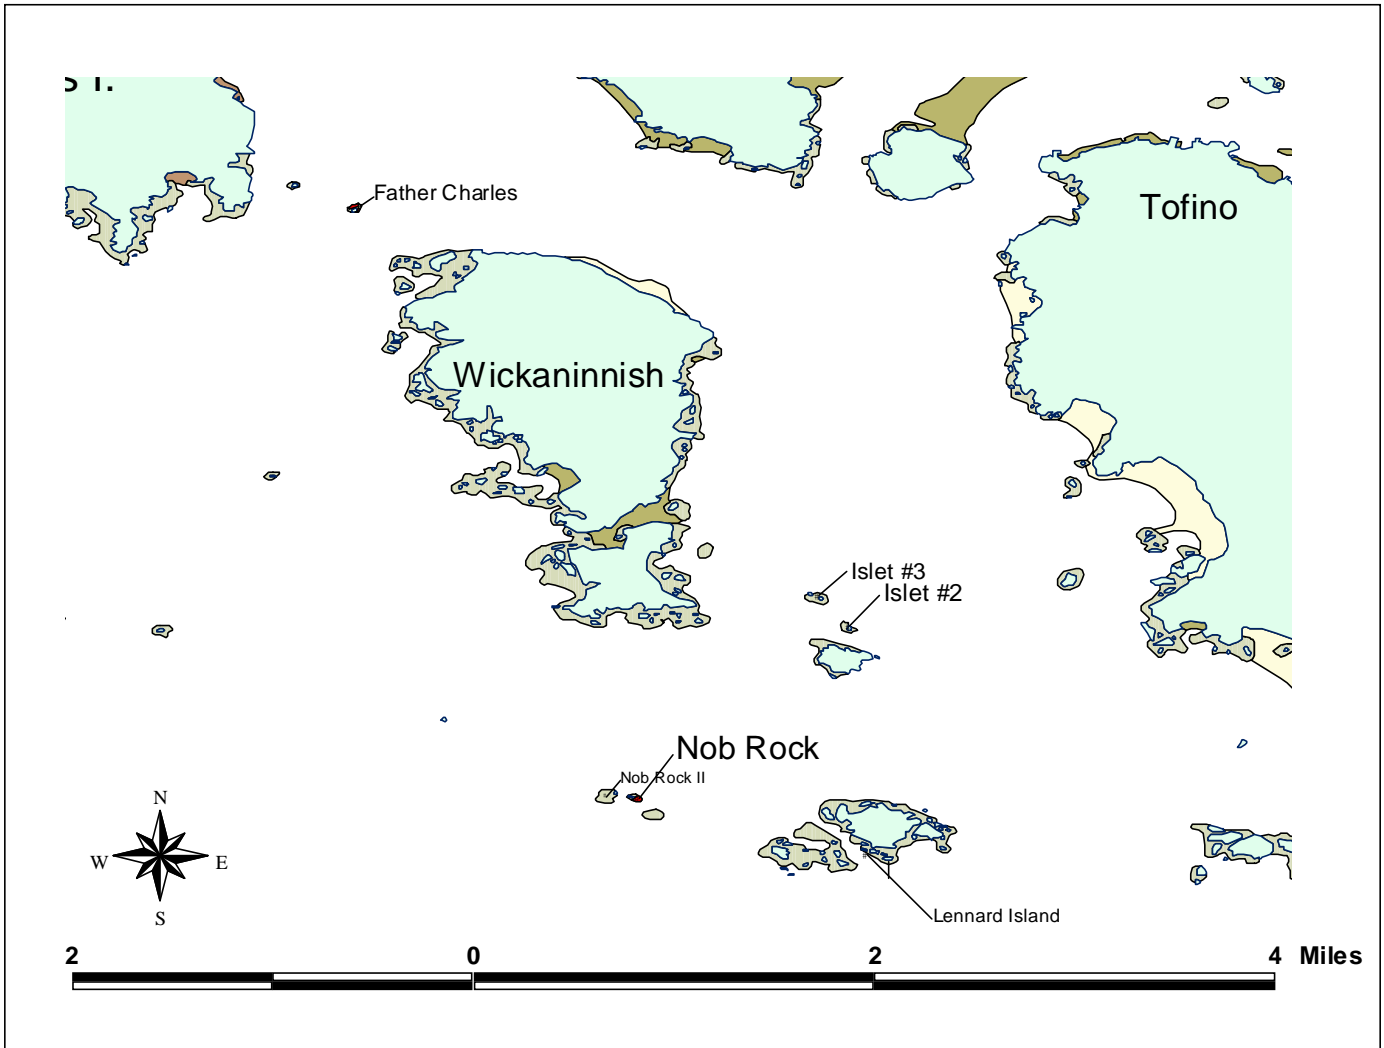 Father Charles
Tofino
Wickaninnish
Islet #3
Islet #2
Nob Rock
Nob Rock II
N
W E
S
Lennard Island
2 0 2 4 Miles